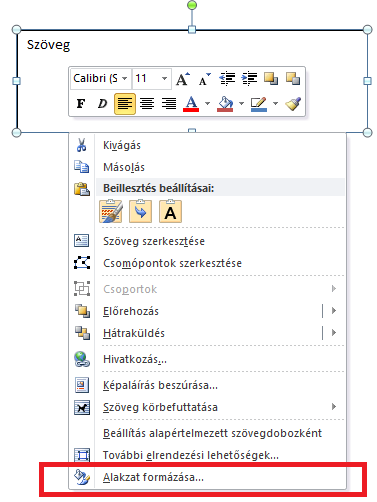 Szöveg
Calibri (S 11 A A
F D A
Kivágás
Másolás
Beillesztés beállításai:
A
Szöveg szerkesztése
Csomópontok szerkesztése
Csoportok
Előrehozás
Hátraküldés
Hivatkozás...
Képaláírás beszúrása...
Szöveg körbefuttatása
Beállítás alapértelmezett szövegdobozként
További elrendezési lehetőségek...
Alakzat formázása...